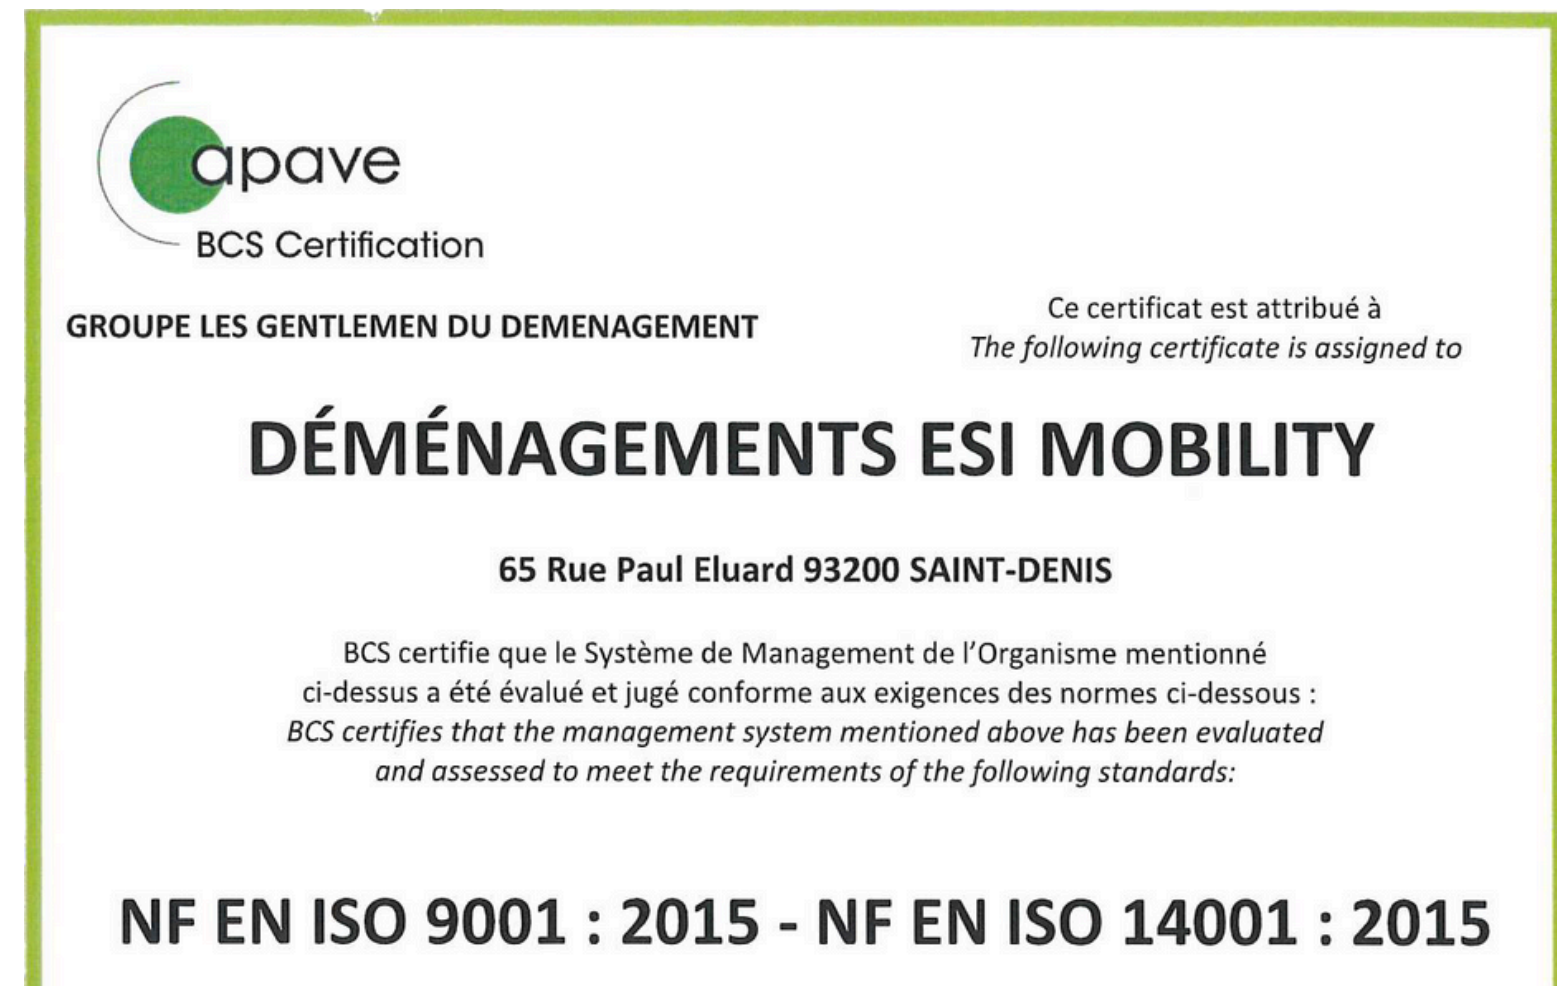 apave
BCS Certification
GROUPE LES GENTLEMEN DU DEMENAGEMENT
Ce certificat est attribué à
The following certificate is assigned to
DÉMÉNAGEMENTS ESI MOBILITY
65 Rue Paul Eluard 93200 SAINT-DENIS
BCS certifie que le Système de Management de l'Organisme mentionné
ci-dessus a été évalué et jugé conforme aux exigences des normes ci-dessous :
BCS certifies that the management system mentioned above has been evaluated
and assessed to meet the requirements of the following standards:
NF EN ISO 9001 : 2015 - NF EN ISO 14001 : 2015